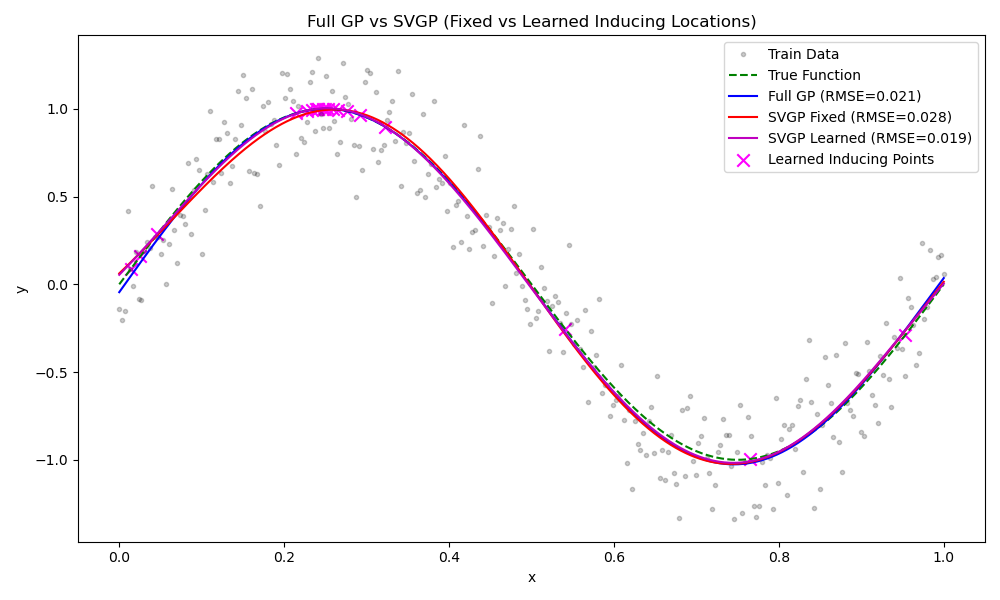 Full GP vs SVGP (Fixed vs Learned Inducing Locations)
Train Data
True Function
Full GP (RMSE=0.021)
SVGP Fixed (RMSE=0.028)
SVGP Learned (RMSE=0.019)
Learned Inducing Points
1.0
0.5
0.0
−0.5
−1.0
y
0.0 0.2 0.4 0.6 0.8 1.0
x